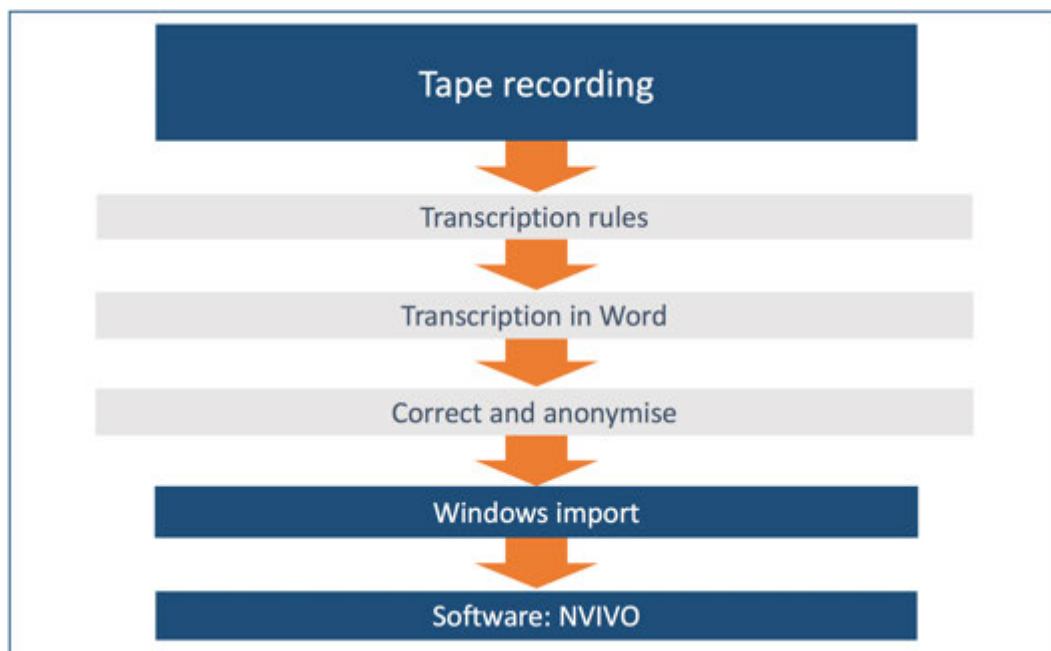 Tape recording
Transcription rules
Transcription in Word
Correct and anonymise
Windows import
Software: NVIVO